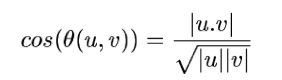 cos(θ(u, v)) = |u.v| / √|u||v|